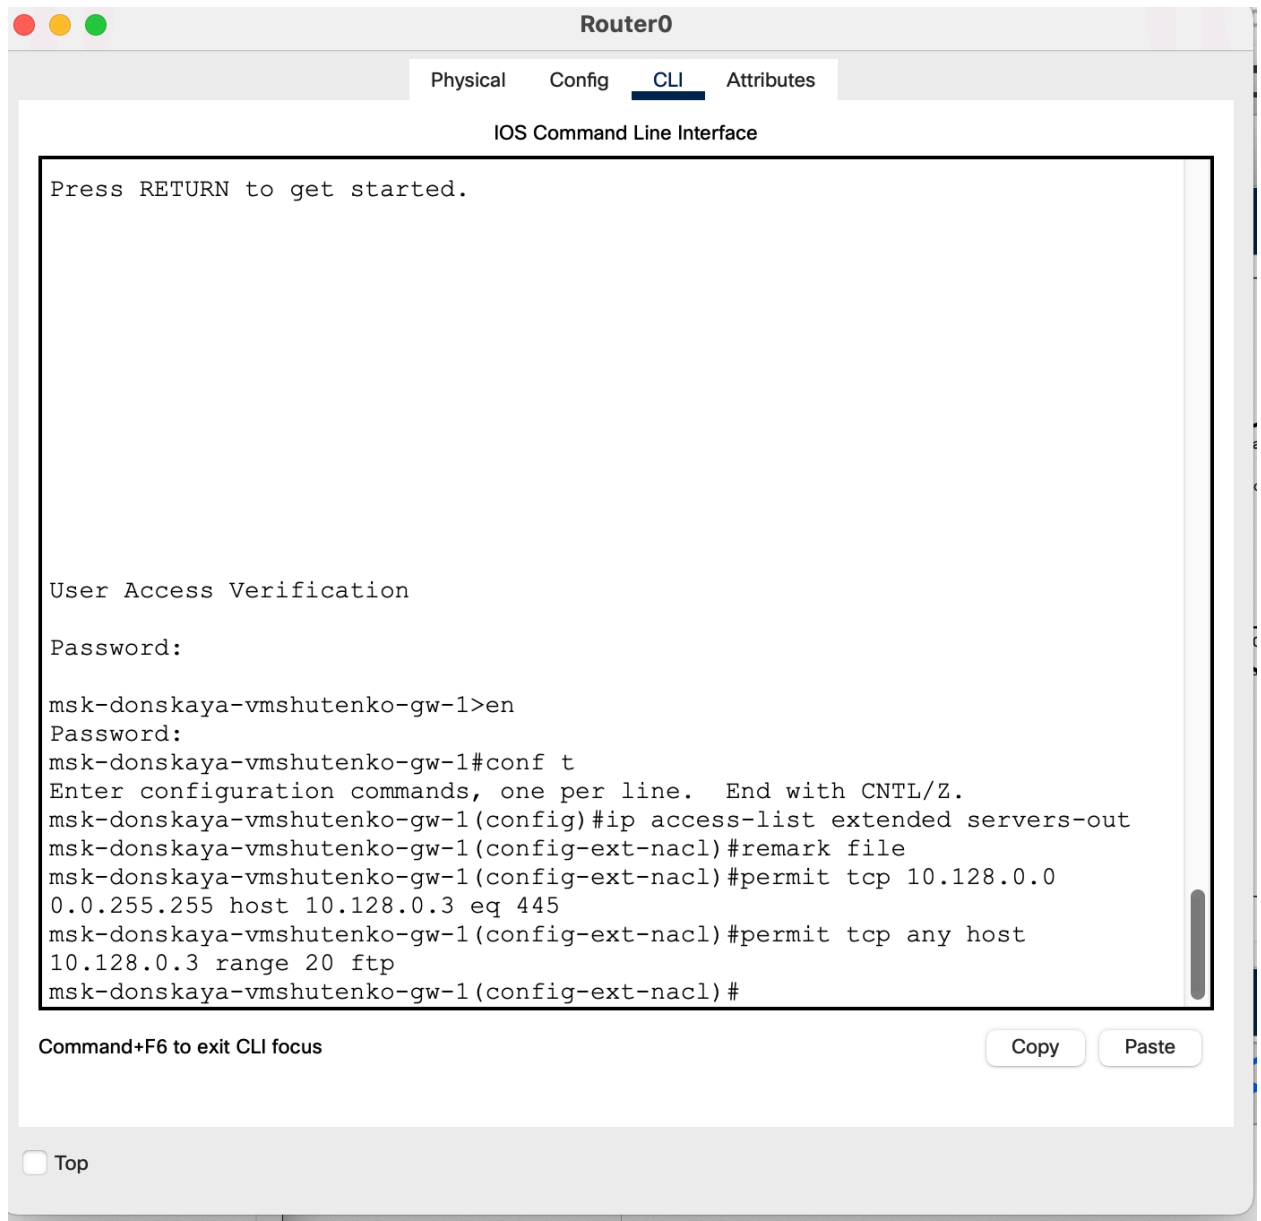 Router0
Physical Config CLI Attributes
IOS Command Line Interface
Press RETURN to get started.
User Access Verification
Password:
msk-donskaya-vmshutenko-gw-1>en
Password:
msk-donskaya-vmshutenko-gw-1#conf t
Enter configuration commands, one per line.  End with CNTL/Z.
msk-donskaya-vmshutenko-gw-1(config)#ip access-list extended servers-out
msk-donskaya-vmshutenko-gw-1(config-ext-nacl)#remark file
msk-donskaya-vmshutenko-gw-1(config-ext-nacl)#permit tcp 10.128.0.0
0.0.255.255 host 10.128.0.3 eq 445
msk-donskaya-vmshutenko-gw-1(config-ext-nacl)#permit tcp any host
10.128.0.3 range 20 ftp
msk-donskaya-vmshutenko-gw-1(config-ext-nacl)#
Command+F6 to exit CLI focus
Copy Paste
Top